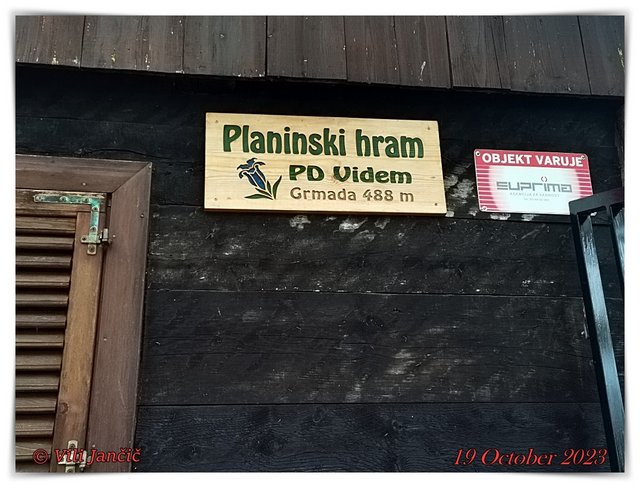 Planinski hram
PD Videm
Grmada 488 m
OBJEKT VARUJE
suprima
© Vili Jančič
19 October 2023